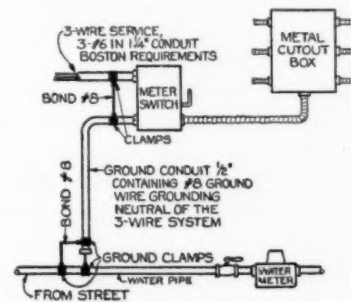 3-WIRE SERVICE,
3-#6 IN 1¼" CONDUIT
BOSTON REQUIREMENTS
METAL
CUTOUT
BOX
BOND #8
METER
SWITCH
CLAMPS
GROUND CONDUIT ½"
CONTAINING #8 GROUND
WIRE GROUNDING
NEUTRAL OF THE
3-WIRE SYSTEM
BOND #8
GROUND CLAMPS
WATER PIPE
WATER
METER
FROM STREET